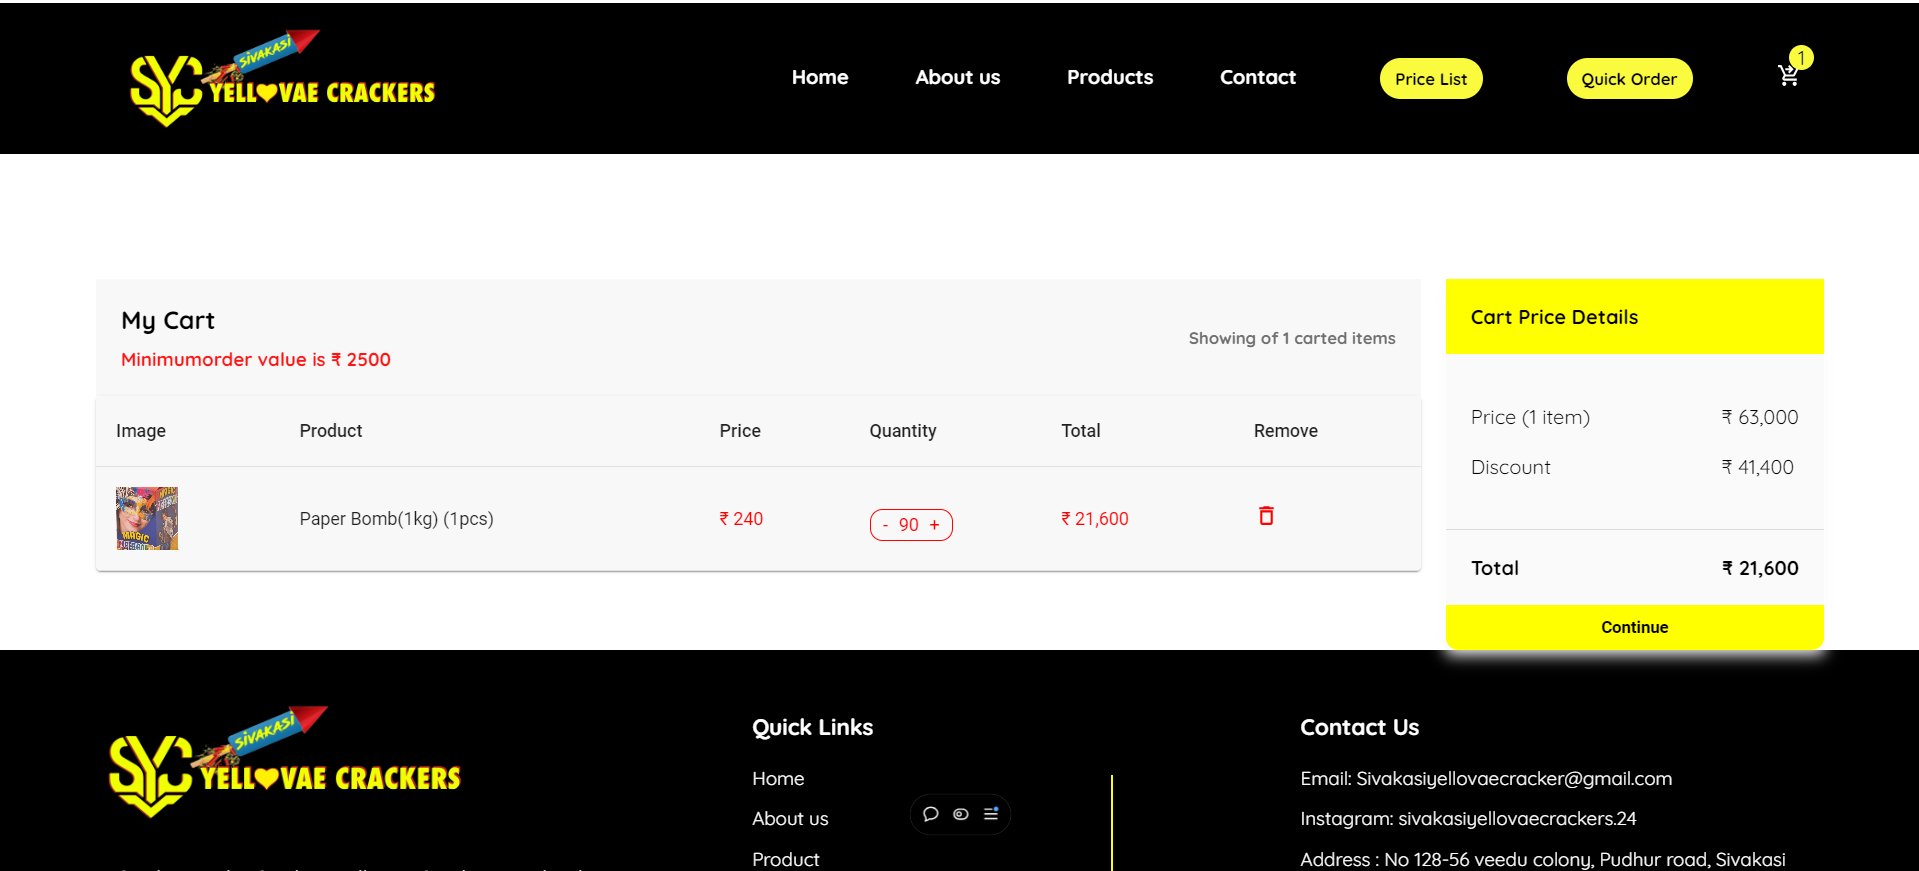 SIVAKASI
SYC YELLOVAE CRACKERS
Home About us Products Contact Price List Quick Order 1
My Cart
Minimumorder value is ₹ 2500
Showing of 1 carted items
Image Product Price Quantity Total Remove
MAGIC
Paper Bomb(1kg) (1pcs) ₹ 240 - 90 + ₹ 21,600
Cart Price Details
Price (1 item) ₹ 63,000
Discount ₹ 41,400
Total ₹ 21,600
Continue
SIVAKASI
SYC YELLOVAE CRACKERS
Quick Links
Home
About us
Product
Contact Us
Email: Sivakasiyellovaecracker@gmail.com
Instagram: sivakasiyellovaecrackers.24
Address : No 128-56 veedu colony, Pudhur road, Sivakasi